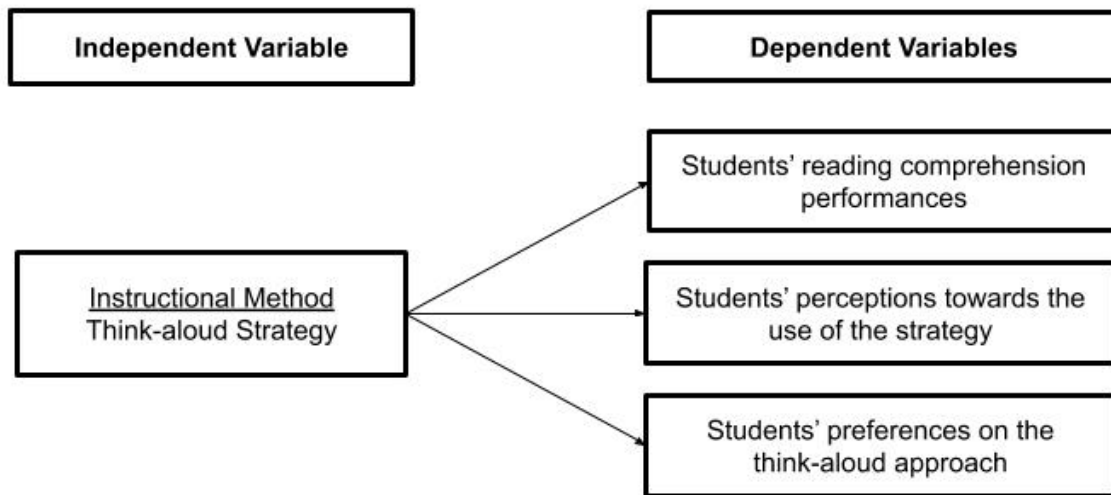 Independent Variable
Dependent Variables
Students’ reading comprehension
performances
Instructional Method
Think-aloud Strategy
Students’ perceptions towards the
use of the strategy
Students’ preferences on the
think-aloud approach